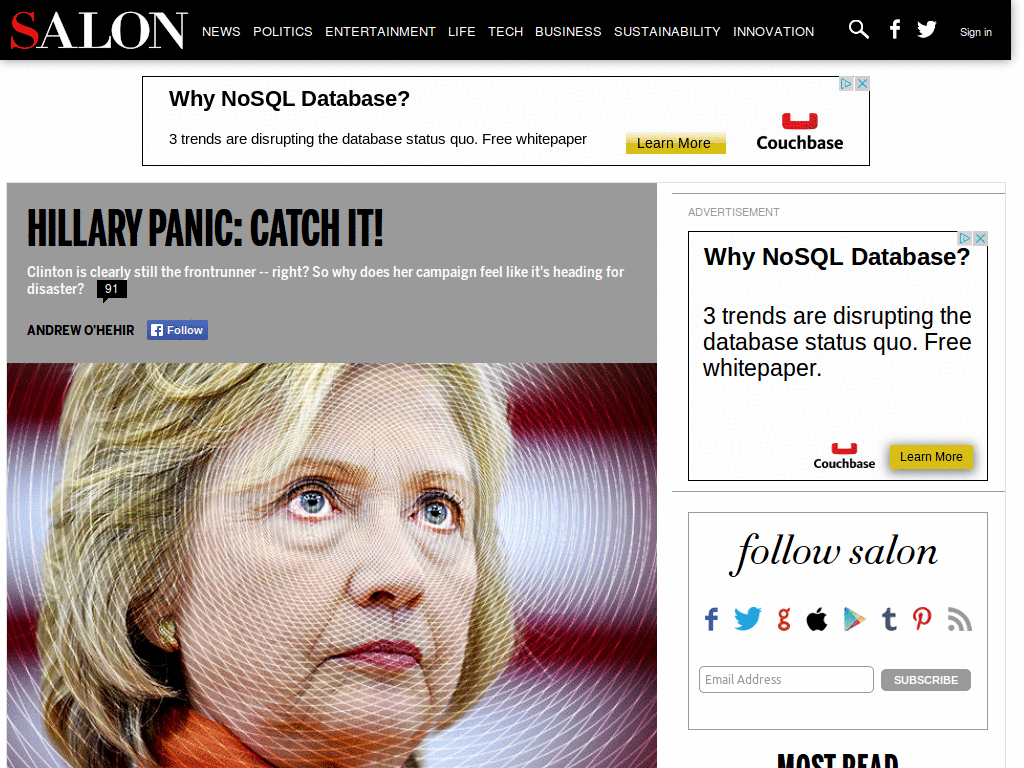 SALON NEWS POLITICS ENTERTAINMENT LIFE TECH BUSINESS SUSTAINABILITY INNOVATION Sign in
Why NoSQL Database?
3 trends are disrupting the database status quo. Free whitepaper
Learn More
Couchbase
HILLARY PANIC: CATCH IT!
Clinton is clearly still the frontrunner -- right? So why does her campaign feel like it's heading for
disaster? 91
ANDREW O'HEHIR Follow
ADVERTISEMENT
Why NoSQL Database?
3 trends are disrupting the
database status quo. Free
whitepaper.
Couchbase
Learn More
follow salon
Email Address SUBSCRIBE
MOST READ